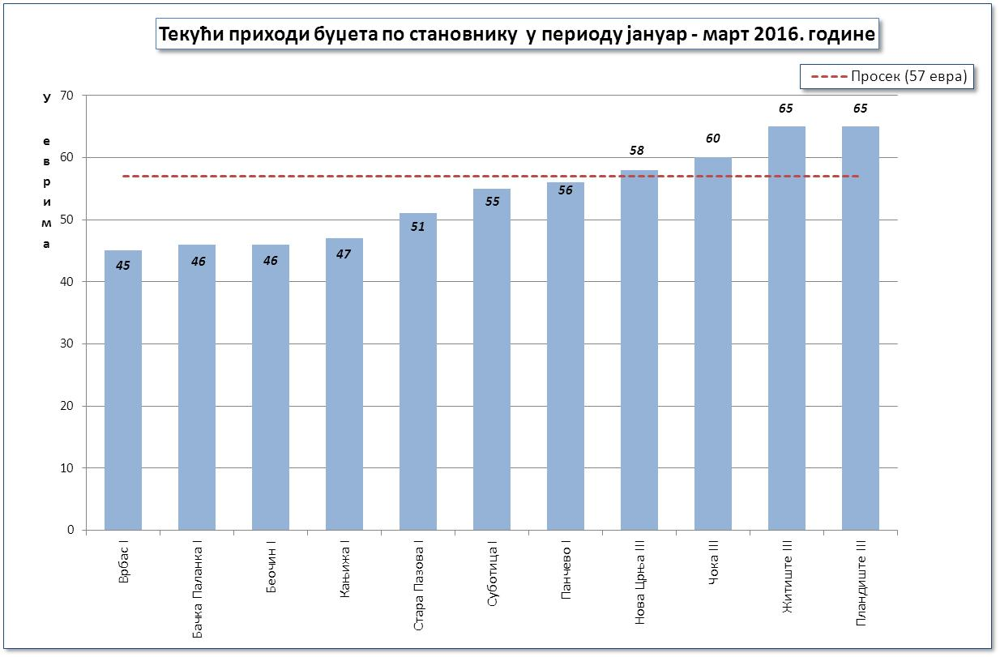 Текући приходи буџета по становнику у периоду јануар - март 2016. године
Просек (57 евра)
У еврима
70
60
50
40
30
20
10
0
45
46
46
47
51
55
56
58
60
65
65
Врбас I
Бачка Паланка I
Беочин I
Кањижа I
Стара Пазова I
Суботица I
Панчево I
Нова Црња III
Чока III
Житиште III
Пландиште III